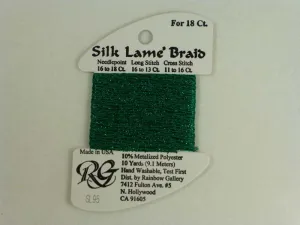 For 18 Ct.
Silk Lamé Braid
Needlepoint Long Stitch Cross Stitch
16 to 18 Ct. 16 to 13 Ct. 11 to 16 Ct.
Made in USA
RG
10% Metalized Polyester
10 Yards (9.1 Meters)
Hand Washable, Test First
Dist. by Rainbow Gallery
7412 Fulton Ave. #5
N. Hollywood
CA 91605